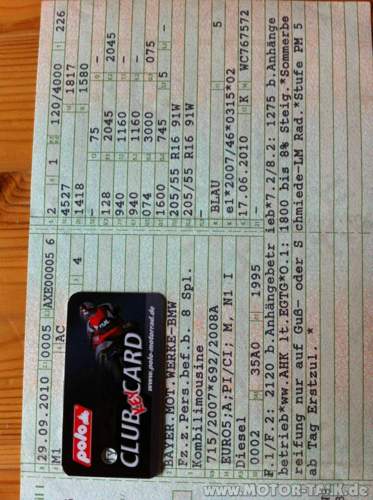 29.09.2010 0005 AXE00005 6
M1 AC 4
BAYER.MOT.WERKE-BMW
Fz.z.Pers.bef.b. 8 Spl.
Kombilimousine
715/2007*692/2008A
EURO5;A;PI/CI; M, N1 I
Diesel
0002 35A0 1995
2 1 120/4000 226
4527 1817
1418 1580
- 75 -
128 2045 2045
940 1160 -
940 1160 -
074 3000 075
1600 745 5 -
205/55 R16 91W
205/55 R16 91W
-
BLAU 5
e1*2007/46*0315*02
17.06.2010 K WC767572
F.1/F.2: 2120 b.Anhängebetrieb*7.2/8.2: 1275 b.Anhänge
betrieb*ww.AHK lt.EGTG*O.1: 1800 bis 8% Steig.*Sommerbe
reifung nur auf Guß- oder Schmiede-LM Rad.*Stufe PM 5
ab Tag Erstzul. *
polo
CLUB CARD
www.polo-motorrad.de
www.MOTOR-TALK.de